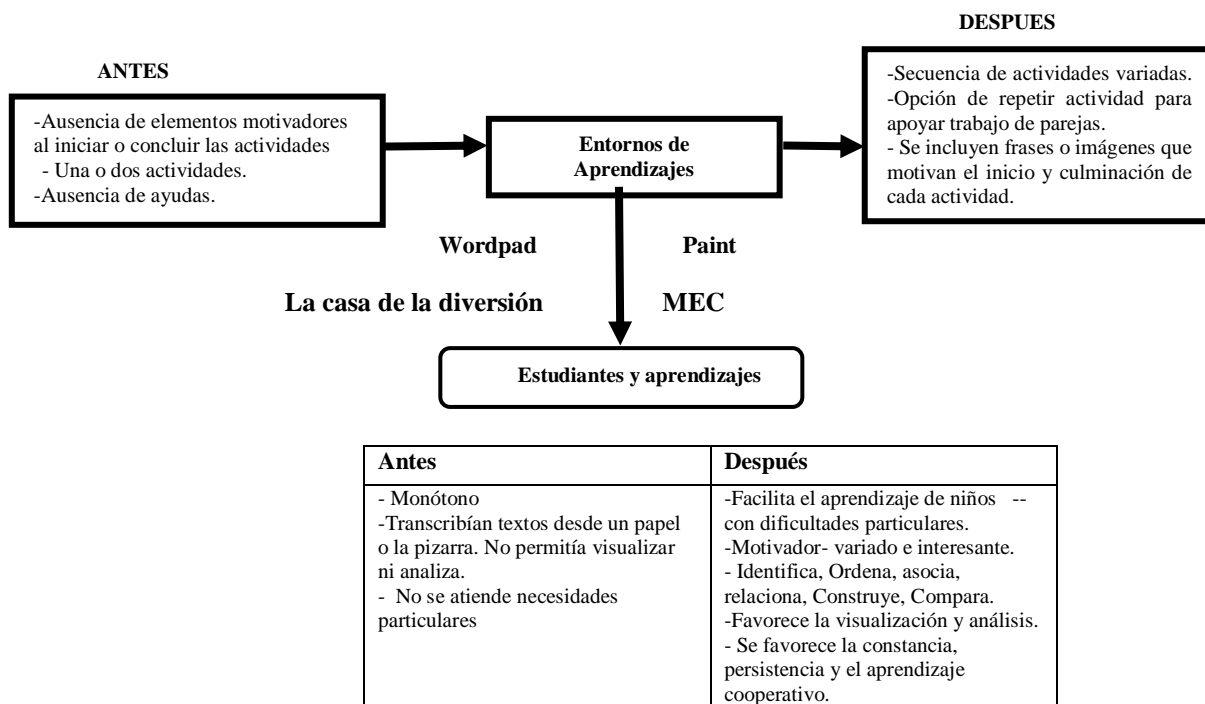 DESPUES
ANTES
-Ausencia de elementos motivadores
al iniciar o concluir las actividades
- Una o dos actividades.
-Ausencia de ayudas.
Entornos de
Aprendizajes
-Secuencia de actividades variadas.
-Opción de repetir actividad para
apoyar trabajo de parejas.
- Se incluyen frases o imágenes que
motivan el inicio y culminación de
cada actividad.
Wordpad Paint
La casa de la diversión MEC
Estudiantes y aprendizajes
Antes
- Monótono
-Transcribían textos desde un papel
o la pizarra. No permitía visualizar
ni analiza.
- No se atiende necesidades
particulares
Después
-Facilita el aprendizaje de niños --
con dificultades particulares.
-Motivador- variado e interesante.
- Identifica, Ordena, asocia,
relaciona, Construye, Compara.
-Favorece la visualización y análisis.
- Se favorece la constancia,
persistencia y el aprendizaje
cooperativo.